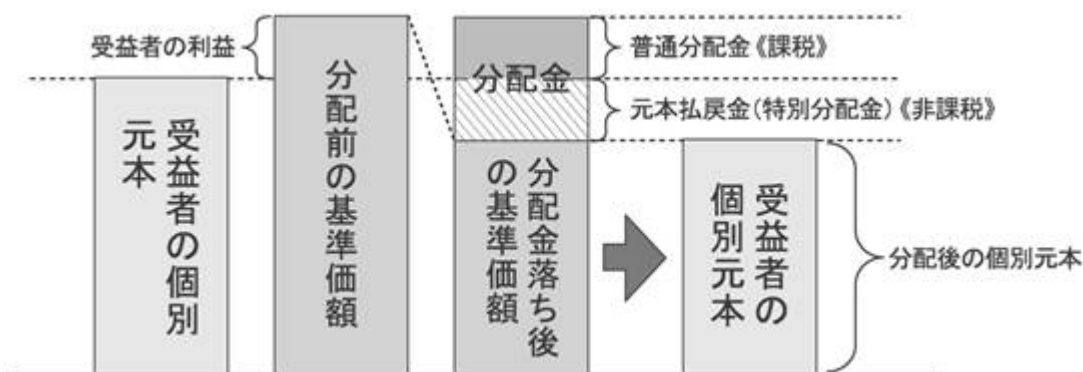 受益者の利益
受益者の個別
元本
分配前の基準価額
分配金
分配金落ち後
の基準価額
普通分配金《課税》
元本払戻金(特別分配金)《非課税》
受益者の
個別元本
分配後の個別元本